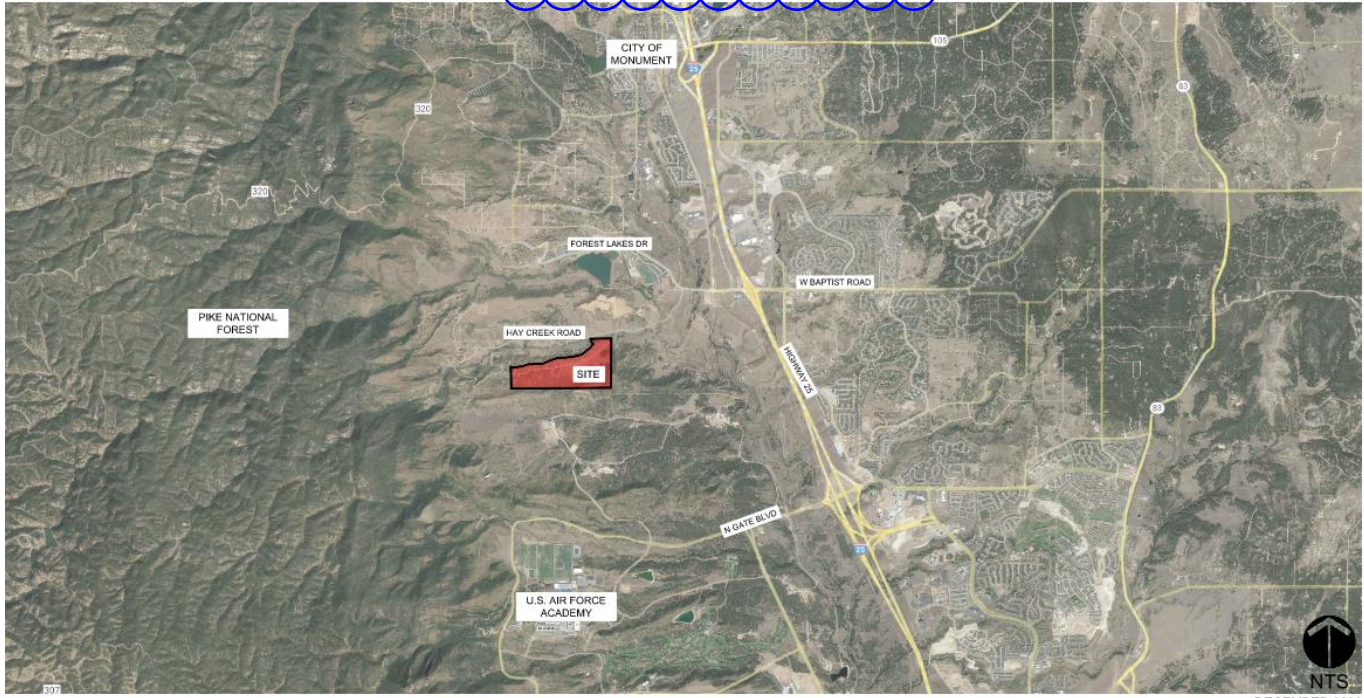 CITY OF
MONUMENT
25
105
83
320
320
FOREST LAKES DR
W BAPTIST ROAD
PIKE NATIONAL
FOREST
HAY CREEK ROAD
SITE
HIGHWAY 25
83
N GATE BLVD
25
U.S. AIR FORCE
ACADEMY
NTS
307